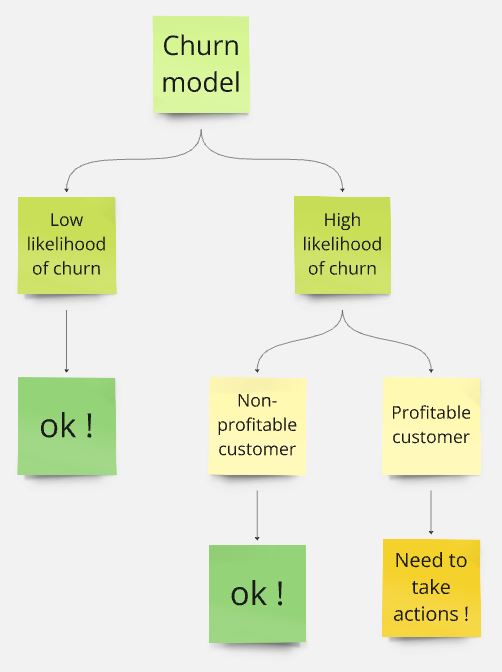 Churn
model
Low
likelihood
of churn
High
likelihood
of churn
ok !
Non-
profitable
customer
Profitable
customer
ok !
Need to
take
actions !